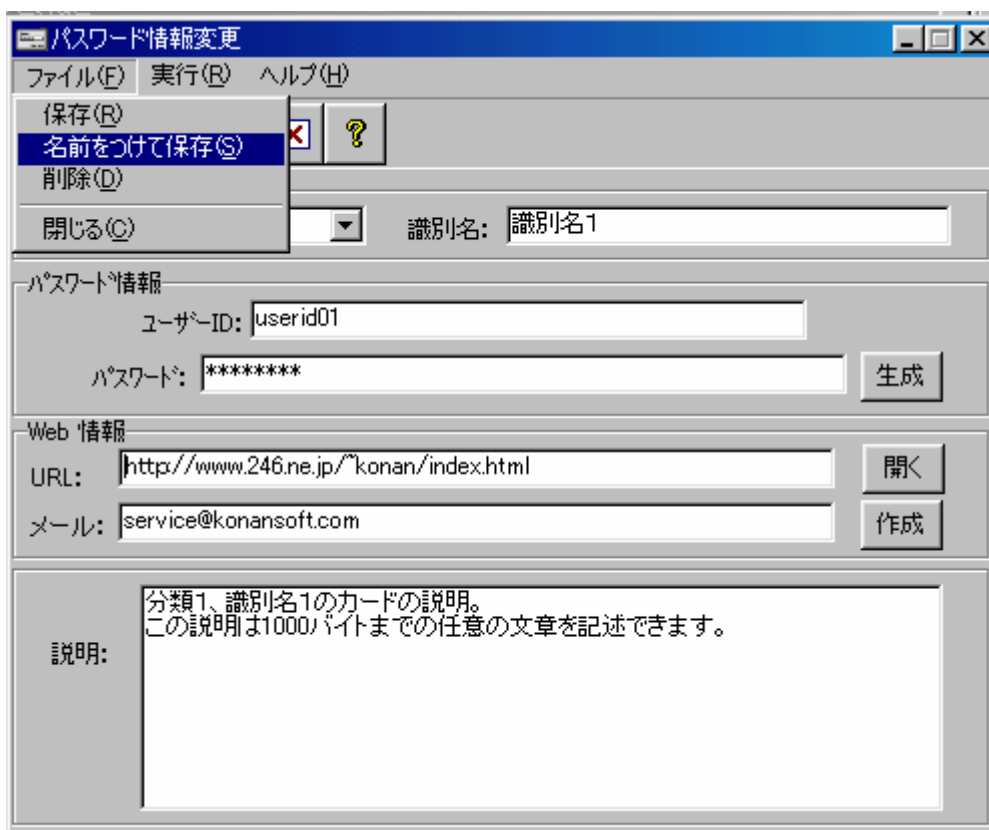 パスワード情報変更
ファイル(F) 実行(R) ヘルプ(H)
保存(R)
名前をつけて保存(S)
削除(D)
閉じる(C)
識別名: 識別名1
パスワード情報
ユーザーID: userid01
パスワード: ******** 生成
Web 情報
URL: http://www.246.ne.jp/~konan/index.html 開く
メール: service@konansoft.com 作成
説明: 分類1、識別名1のカードの説明。
この説明は1000バイトまでの任意の文章を記述できます。